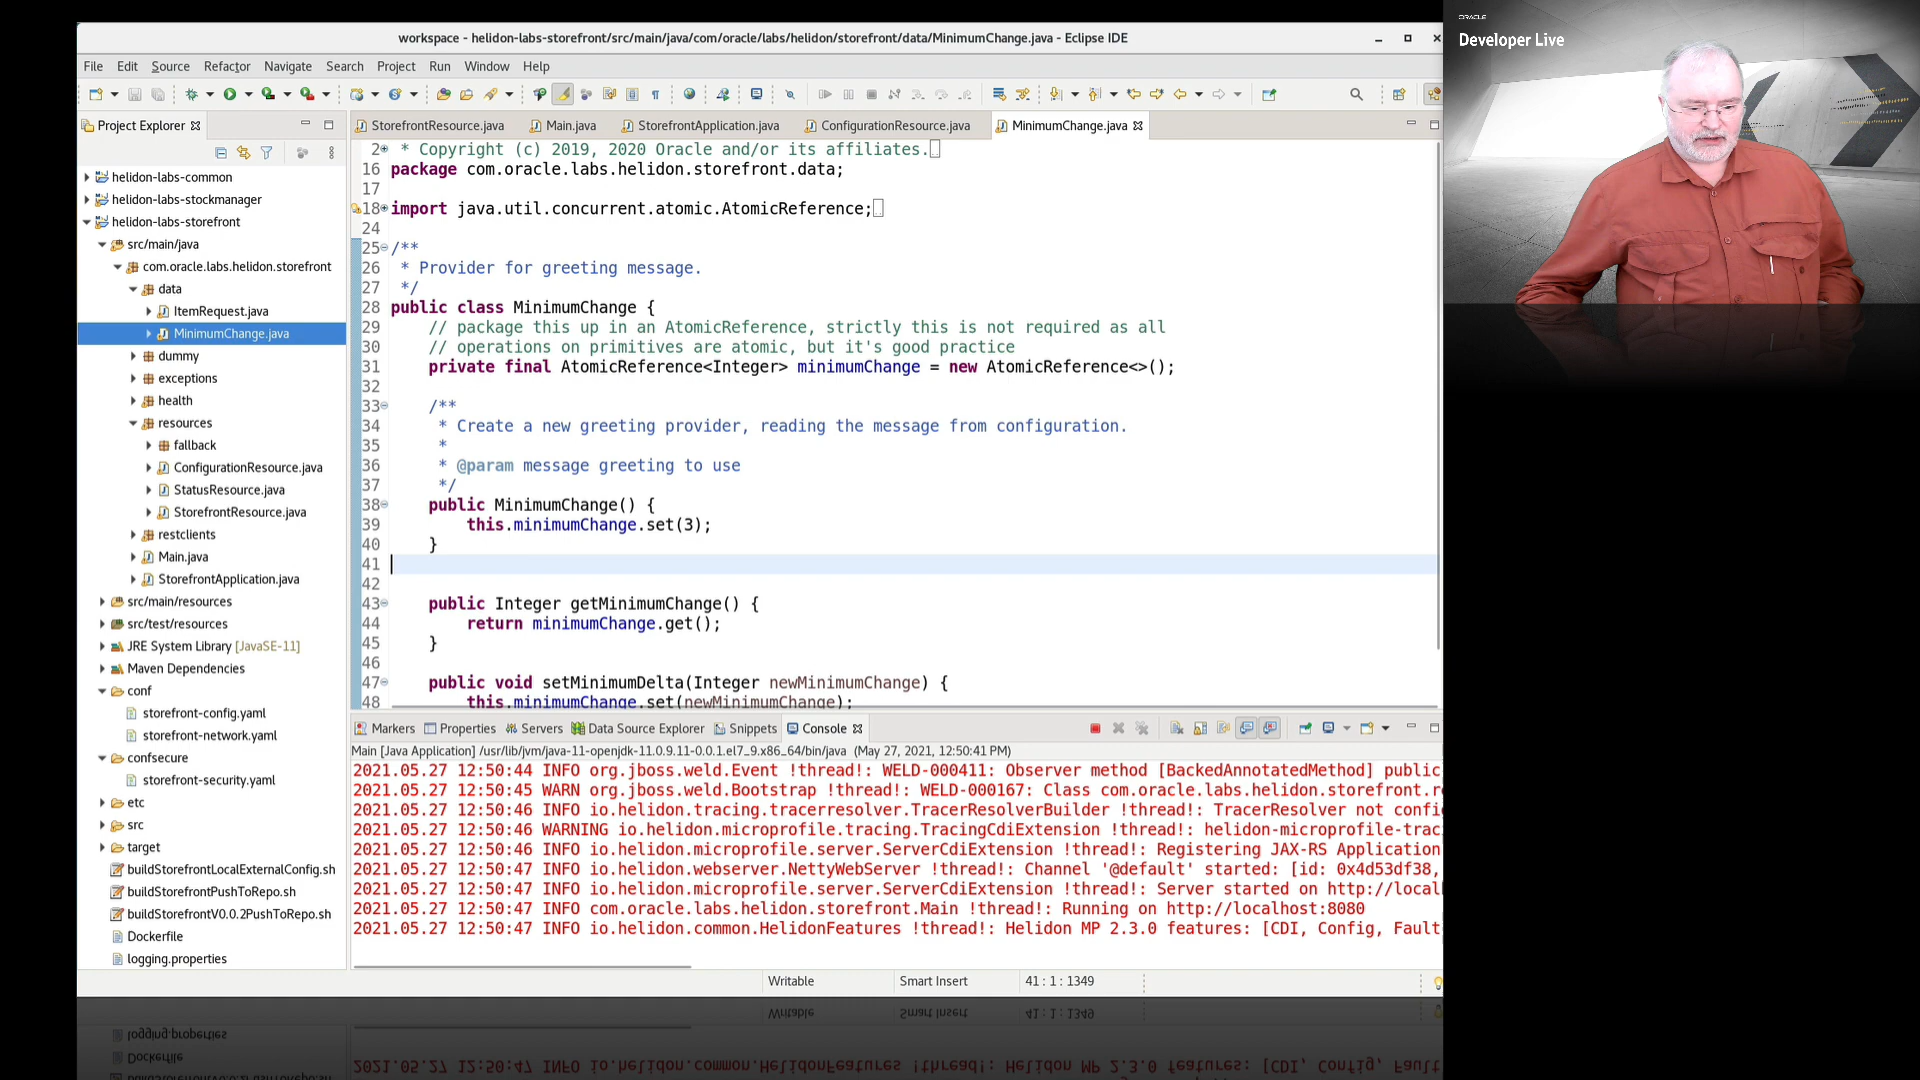 ORACLE
Developer Live
workspace - helidon-labs-storefront/src/main/java/com/oracle/labs/helidon/storefront/data/MinimumChange.java - Eclipse IDE
File Edit Source Refactor Navigate Search Project Run Window Help
Project Explorer
helidon-labs-common
helidon-labs-stockmanager
helidon-labs-storefront
src/main/java
com.oracle.labs.helidon.storefront
data
ItemRequest.java
MinimumChange.java
dummy
exceptions
health
resources
fallback
ConfigurationResource.java
StatusResource.java
StorefrontResource.java
restclients
Main.java
StorefrontApplication.java
src/main/resources
src/test/resources
JRE System Library [JavaSE-11]
Maven Dependencies
conf
storefront-config.yaml
storefront-network.yaml
confsecure
storefront-security.yaml
etc
src
target
buildStorefrontLocalExternalConfig.sh
buildStorefrontPushToRepo.sh
buildStorefrontV0.0.2PushToRepo.sh
Dockerfile
logging.properties
StorefrontResource.java Main.java StorefrontApplication.java ConfigurationResource.java MinimumChange.java
2 * Copyright (c) 2019, 2020 Oracle and/or its affiliates.
16 package com.oracle.labs.helidon.storefront.data;
17
18 import java.util.concurrent.atomic.AtomicReference;
24
25 /**
26 * Provider for greeting message.
27 */
28 public class MinimumChange {
29 // package this up in an AtomicReference, strictly this is not required as all
30 // operations on primitives are atomic, but it's good practice
31 private final AtomicReference<Integer> minimumChange = new AtomicReference<>();
32
33 /**
34 * Create a new greeting provider, reading the message from configuration.
35 *
36 * @param message greeting to use
37 */
38 public MinimumChange() {
39 this.minimumChange.set(3);
40 }
41
42
43 public Integer getMinimumChange() {
44 return minimumChange.get();
45 }
46
47 public void setMinimumDelta(Integer newMinimumChange) {
48 this.minimumChange.set(newMinimumChange);
Markers Properties Servers Data Source Explorer Snippets Console
Main [Java Application] /usr/lib/jvm/java-11-openjdk-11.0.9.11-0.0.1.el7_9.x86_64/bin/java (May 27, 2021, 12:50:41 PM)
2021.05.27 12:50:44 INFO org.jboss.weld.Event !thread!: WELD-000411: Observer method [BackedAnnotatedMethod] public
2021.05.27 12:50:45 WARN org.jboss.weld.Bootstrap !thread!: WELD-000167: Class com.oracle.labs.helidon.storefront.r
2021.05.27 12:50:46 INFO io.helidon.tracing.tracerresolver.TracerResolverBuilder !thread!: TracerResolver not confi
2021.05.27 12:50:46 WARNING io.helidon.microprofile.tracing.TracingCdiExtension !thread!: helidon-microprofile-trac
2021.05.27 12:50:46 INFO io.helidon.microprofile.server.ServerCdiExtension !thread!: Registering JAX-RS Application
2021.05.27 12:50:47 INFO io.helidon.webserver.NettyWebServer !thread!: Channel '@default' started: [id: 0x4d53df38,
2021.05.27 12:50:47 INFO io.helidon.microprofile.server.ServerCdiExtension !thread!: Server started on http://local
2021.05.27 12:50:47 INFO com.oracle.labs.helidon.storefront.Main !thread!: Running on http://localhost:8080
2021.05.27 12:50:47 INFO io.helidon.common.HelidonFeatures !thread!: Helidon MP 2.3.0 features: [CDI, Config, Fault
Writable Smart Insert 41 : 1 : 1349